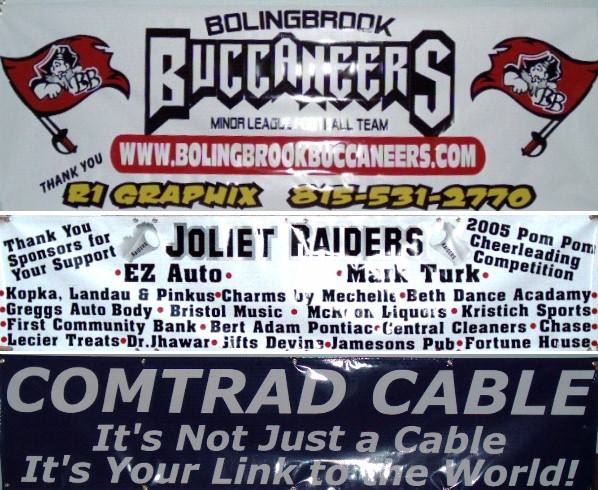 BOLINGBROOK
BUCCANEERS
MINOR LEAGUE FOOTBALL TEAM
BB
BB
WWW.BOLINGBROOKBUCCANEERS.COM
THANK YOU
R1 GRAPHIX 815-531-2770
Thank You
Sponsors for
Your Support
JOLIET RAIDERS
2005 Pom Pom
Cheerleading
Competition
•EZ Auto• •Mark Turk•
•Kopka, Landau & Pinkus•Charms by Mechelle•Beth Dance Acadamy•
•Greggs Auto Body • Bristol Music • Liquors • Kristich Sports•
•First Community Bank • Bert Adam Pontiac•Central Cleaners • Chase•
•Lecier Treats•Dr.Jhawar• •Jamesons Pub•Fortune House•
COMTRAD CABLE
It's Not Just a Cable
It's Your Link to the World!